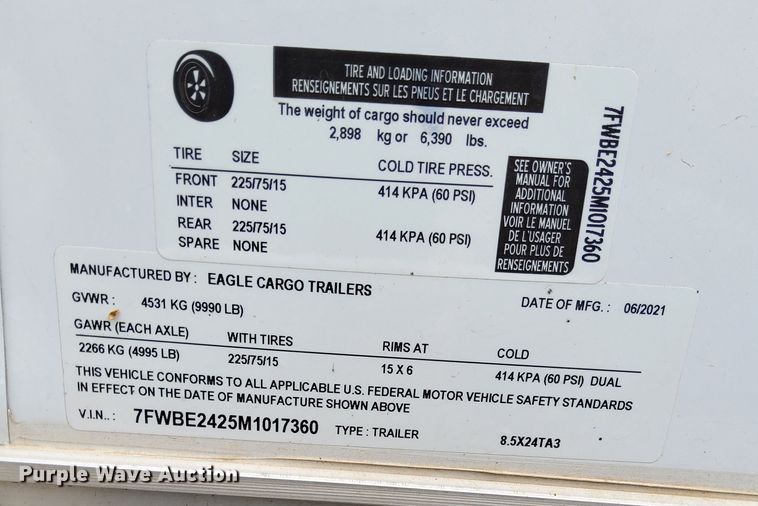 TIRE AND LOADING INFORMATION
RENSEIGNEMENTS SUR LES PNEUS ET LE CHARGEMENT
The weight of cargo should never exceed
2,898 kg or 6,390 lbs.
TIRE SIZE COLD TIRE PRESS.
FRONT 225/75/15 414 KPA (60 PSI)
INTER NONE
REAR 225/75/15 414 KPA (60 PSI)
SPARE NONE
SEE OWNER'S
MANUAL FOR
ADDITIONAL
INFORMATION
VOIR LE MANUEL
DE L'USAGER
POUR PLUS DE
RENSEIGNEMENTS
7FWBE2425M1017360
MANUFACTURED BY : EAGLE CARGO TRAILERS DATE OF MFG. : 06/2021
GVWR : 4531 KG (9990 LB)
GAWR (EACH AXLE) WITH TIRES RIMS AT COLD
2266 KG (4995 LB) 225/75/15 15 X 6 414 KPA (60 PSI) DUAL
THIS VEHICLE CONFORMS TO ALL APPLICABLE U.S. FEDERAL MOTOR VEHICLE SAFETY STANDARDS
IN EFFECT ON THE DATE OF MANUFACTURE SHOWN ABOVE
V.I.N.. : 7FWBE2425M1017360 TYPE : TRAILER 8.5X24TA3
Purple Wave Auction